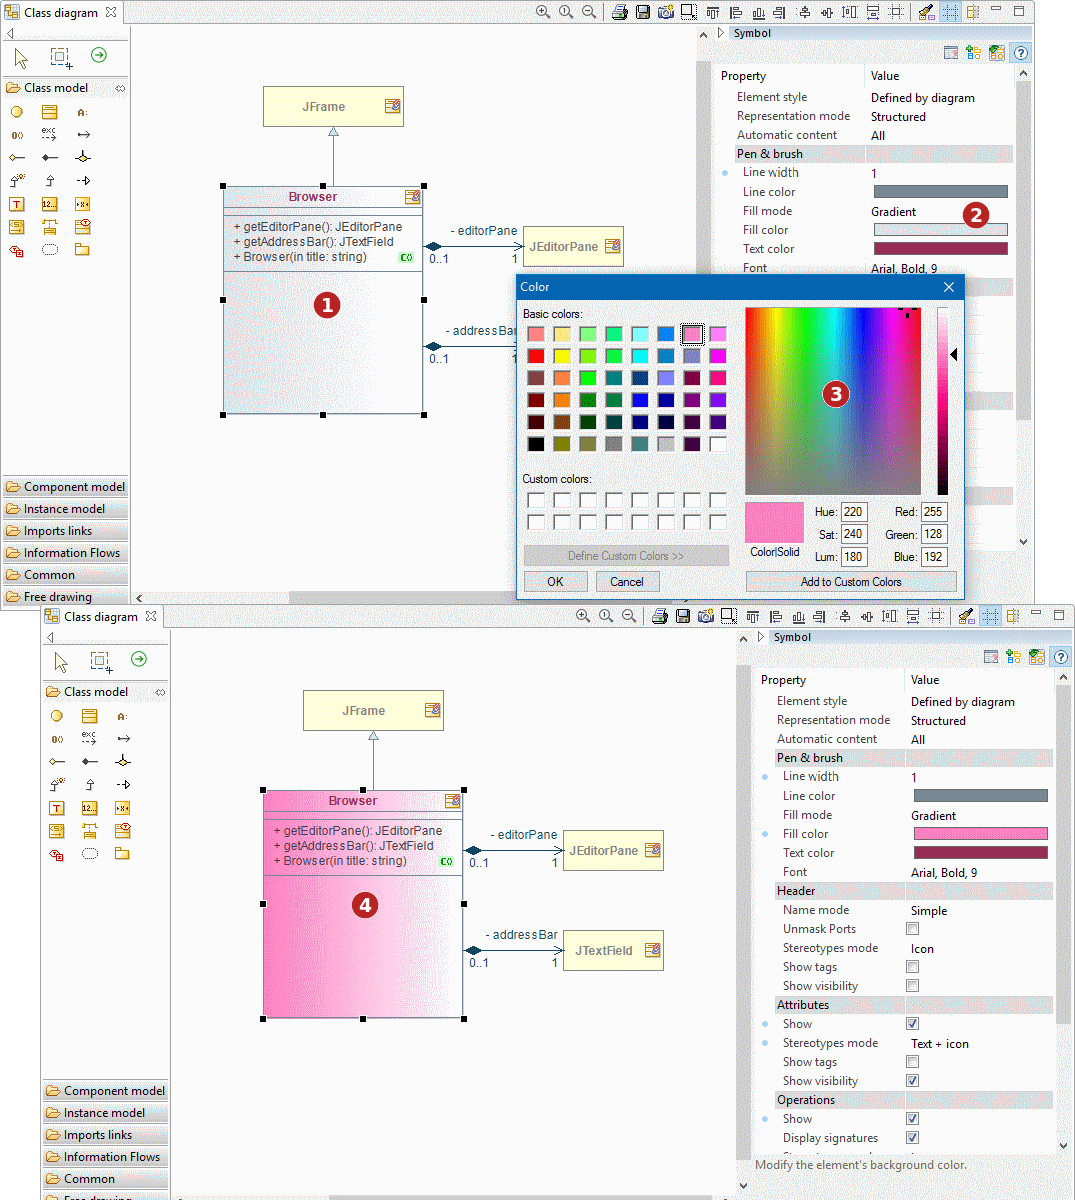 Class diagram
Symbol
Class model
Property Value
Element style Defined by diagram
Representation mode Structured
Automatic content All
Pen & brush
Line width 1
Line color
Fill mode Gradient
Fill color
Text color
Font Arial, Bold, 9
JFrame
Browser
+ getEditorPane(): JEditorPane
+ getAddressBar(): JTextField
+ Browser(in title: string)
- editorPane
0..1 1
JEditorPane
- addressBar
0..1 1
1
2
Color
Basic colors:
Custom colors:
Define Custom Colors >>
OK Cancel
3
Color|Solid
Hue: 220 Red: 255
Sat: 240 Green: 128
Lum: 180 Blue: 192
Add to Custom Colors
Component model
Instance model
Imports links
Information Flows
Common
Free drawing
Class diagram
Symbol
Class model
JFrame
Browser
+ getEditorPane(): JEditorPane
+ getAddressBar(): JTextField
+ Browser(in title: string)
- editorPane
0..1 1
JEditorPane
- addressBar
0..1 1
JTextField
4
Property Value
Element style Defined by diagram
Representation mode Structured
Automatic content All
Pen & brush
Line width 1
Line color
Fill mode Gradient
Fill color
Text color
Font Arial, Bold, 9
Header
Name mode Simple
Unmask Ports
Stereotypes mode Icon
Show tags
Show visibility
Attributes
Show
Stereotypes mode Text + icon
Show tags
Show visibility
Operations
Show
Display signatures
Modify the element's background color.
Component model
Instance model
Imports links
Information Flows
Common
Free drawing